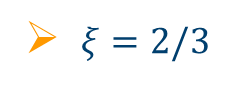 ➢ ξ = 2/3